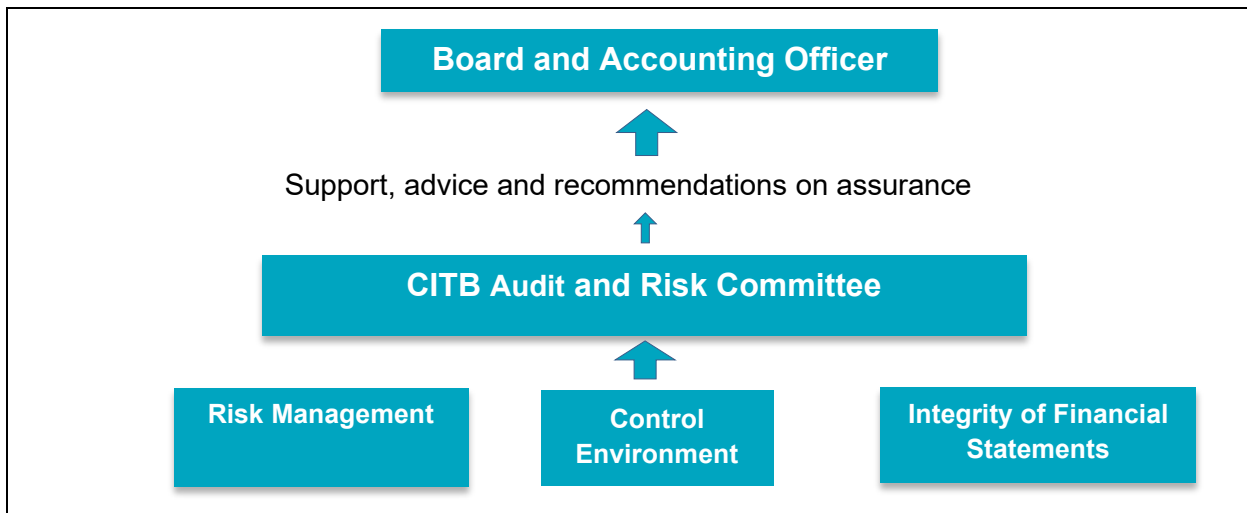 Board and Accounting Officer
Support, advice and recommendations on assurance
CITB Audit and Risk Committee
Risk Management
Control
Environment
Integrity of Financial
Statements